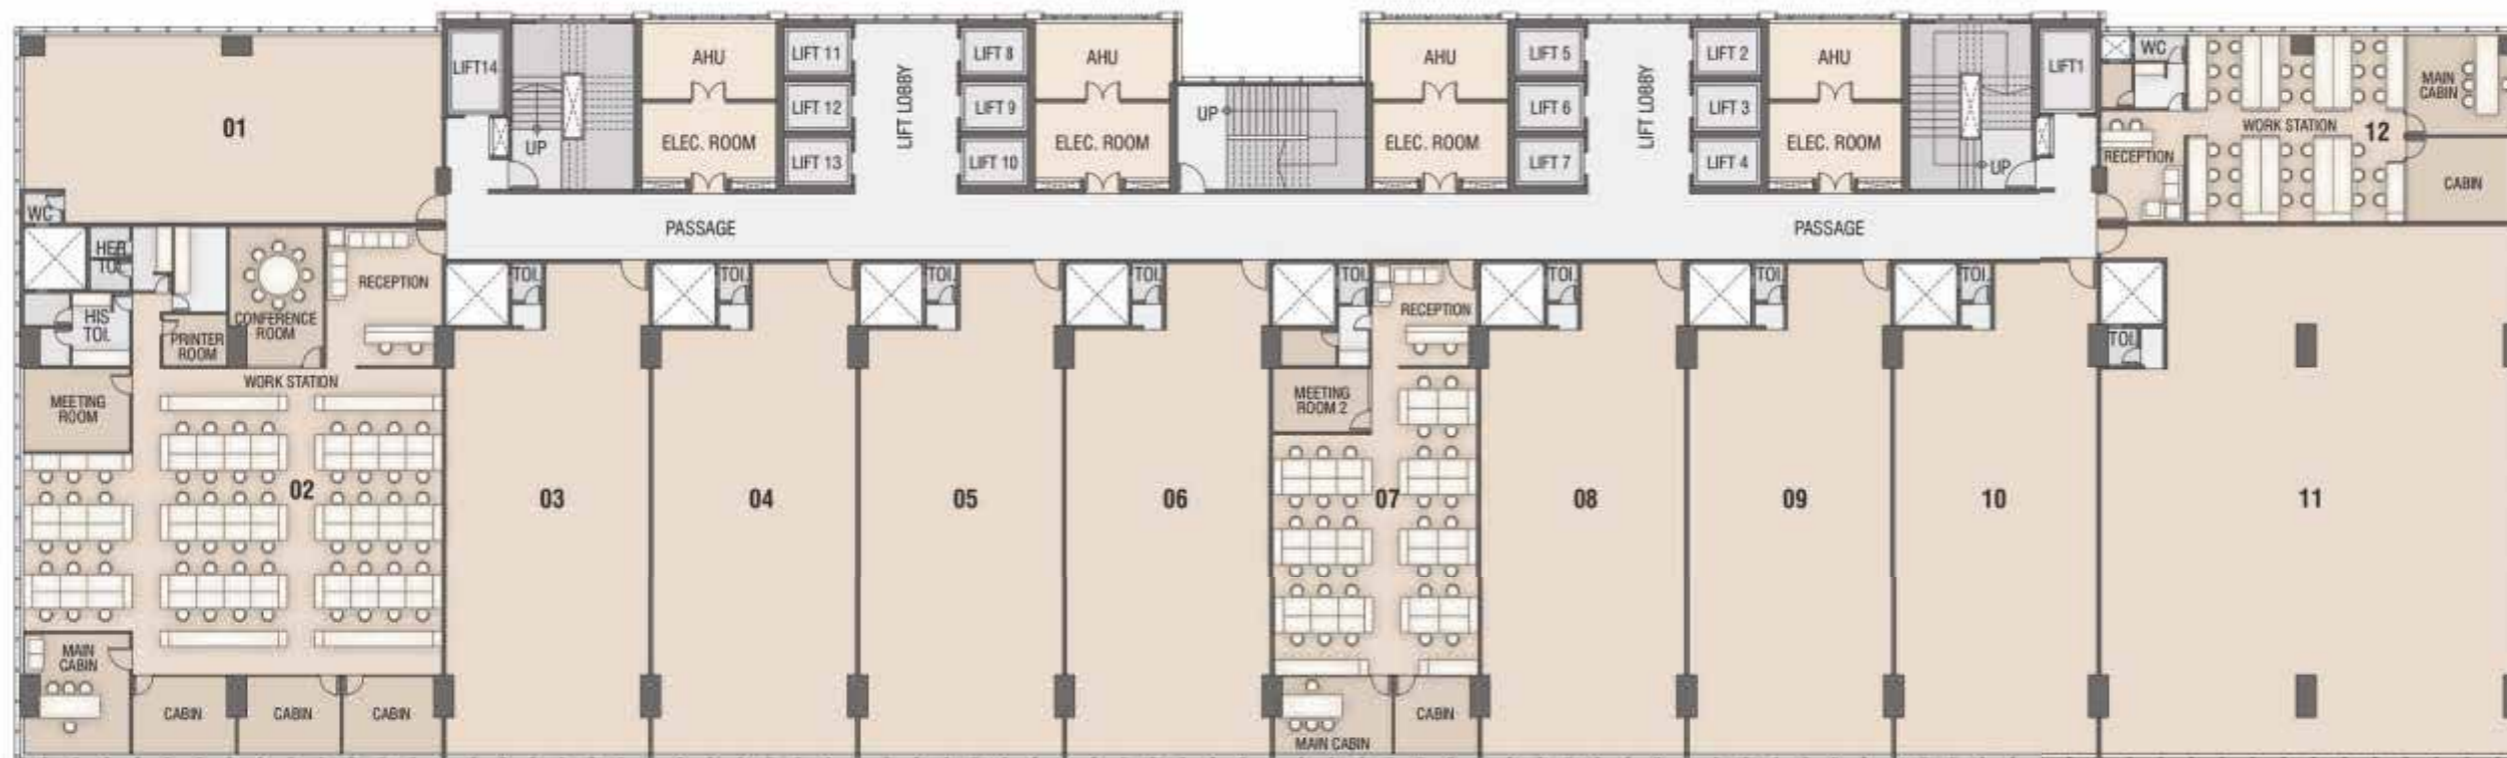 LIFT14
AHU
LIFT 11
LIFT 8
AHU
AHU
LIFT 5
LIFT 2
AHU
LIFT1
WC
MAIN
CABIN
01
UP
ELEC. ROOM
LIFT 12
LIFT LOBBY
LIFT 9
ELEC. ROOM
UP
ELEC. ROOM
LIFT 6
LIFT LOBBY
LIFT 3
ELEC. ROOM
UP
WORK STATION
12
LIFT 13
LIFT 10
LIFT 7
LIFT 4
RECEPTION
CABIN
WC
PASSAGE
PASSAGE
HER
TOI.
RECEPTION
TOI.
TOI.
TOI.
TOI.
TOI.
RECEPTION
TOI.
TOI.
TOI.
HIS
TOI.
CONFERENCE
ROOM
PRINTER
ROOM
TOI.
WORK STATION
MEETING
ROOM
MEETING
ROOM 2
02
03
04
05
06
07
08
09
10
11
MAIN
CABIN
CABIN
CABIN
CABIN
MAIN CABIN
CABIN